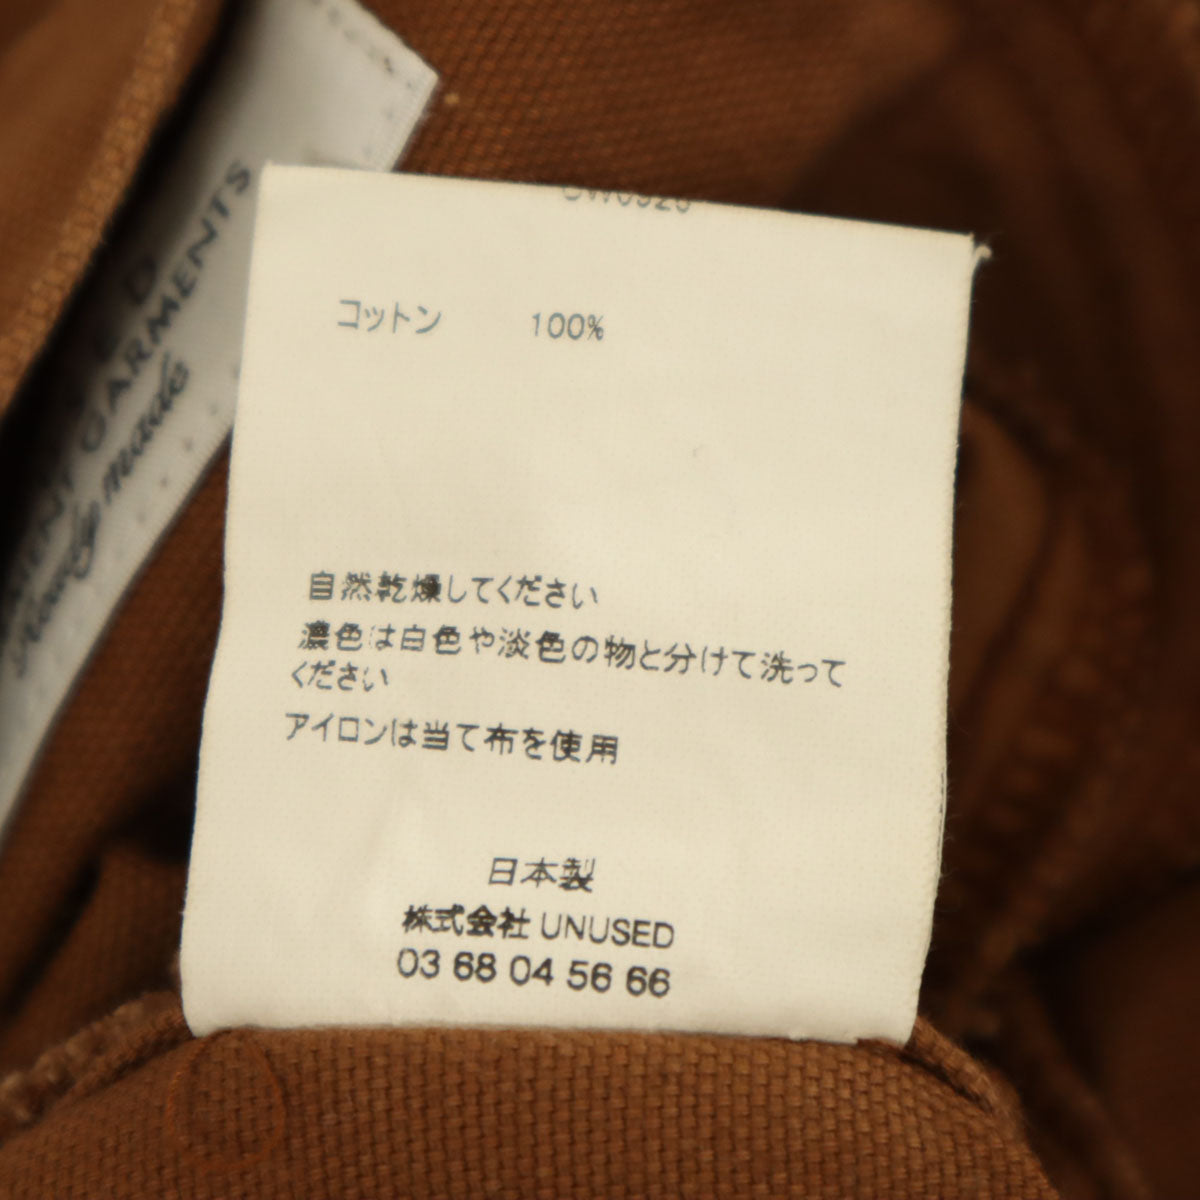 コットン 100%
自然乾燥してください
濃色は白色や淡色の物と分けて洗って
ください
アイロンは当て布を使用
日本製
株式会社 UNUSED
03 68 04 5666
GARMENTS
made